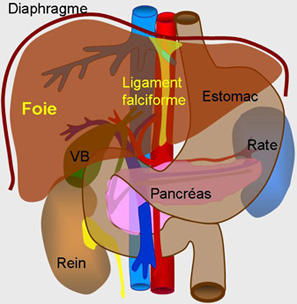 Diaphragme
Ligament
falciforme
Foie
Estomac
VB
Rate
Pancréas
Rein